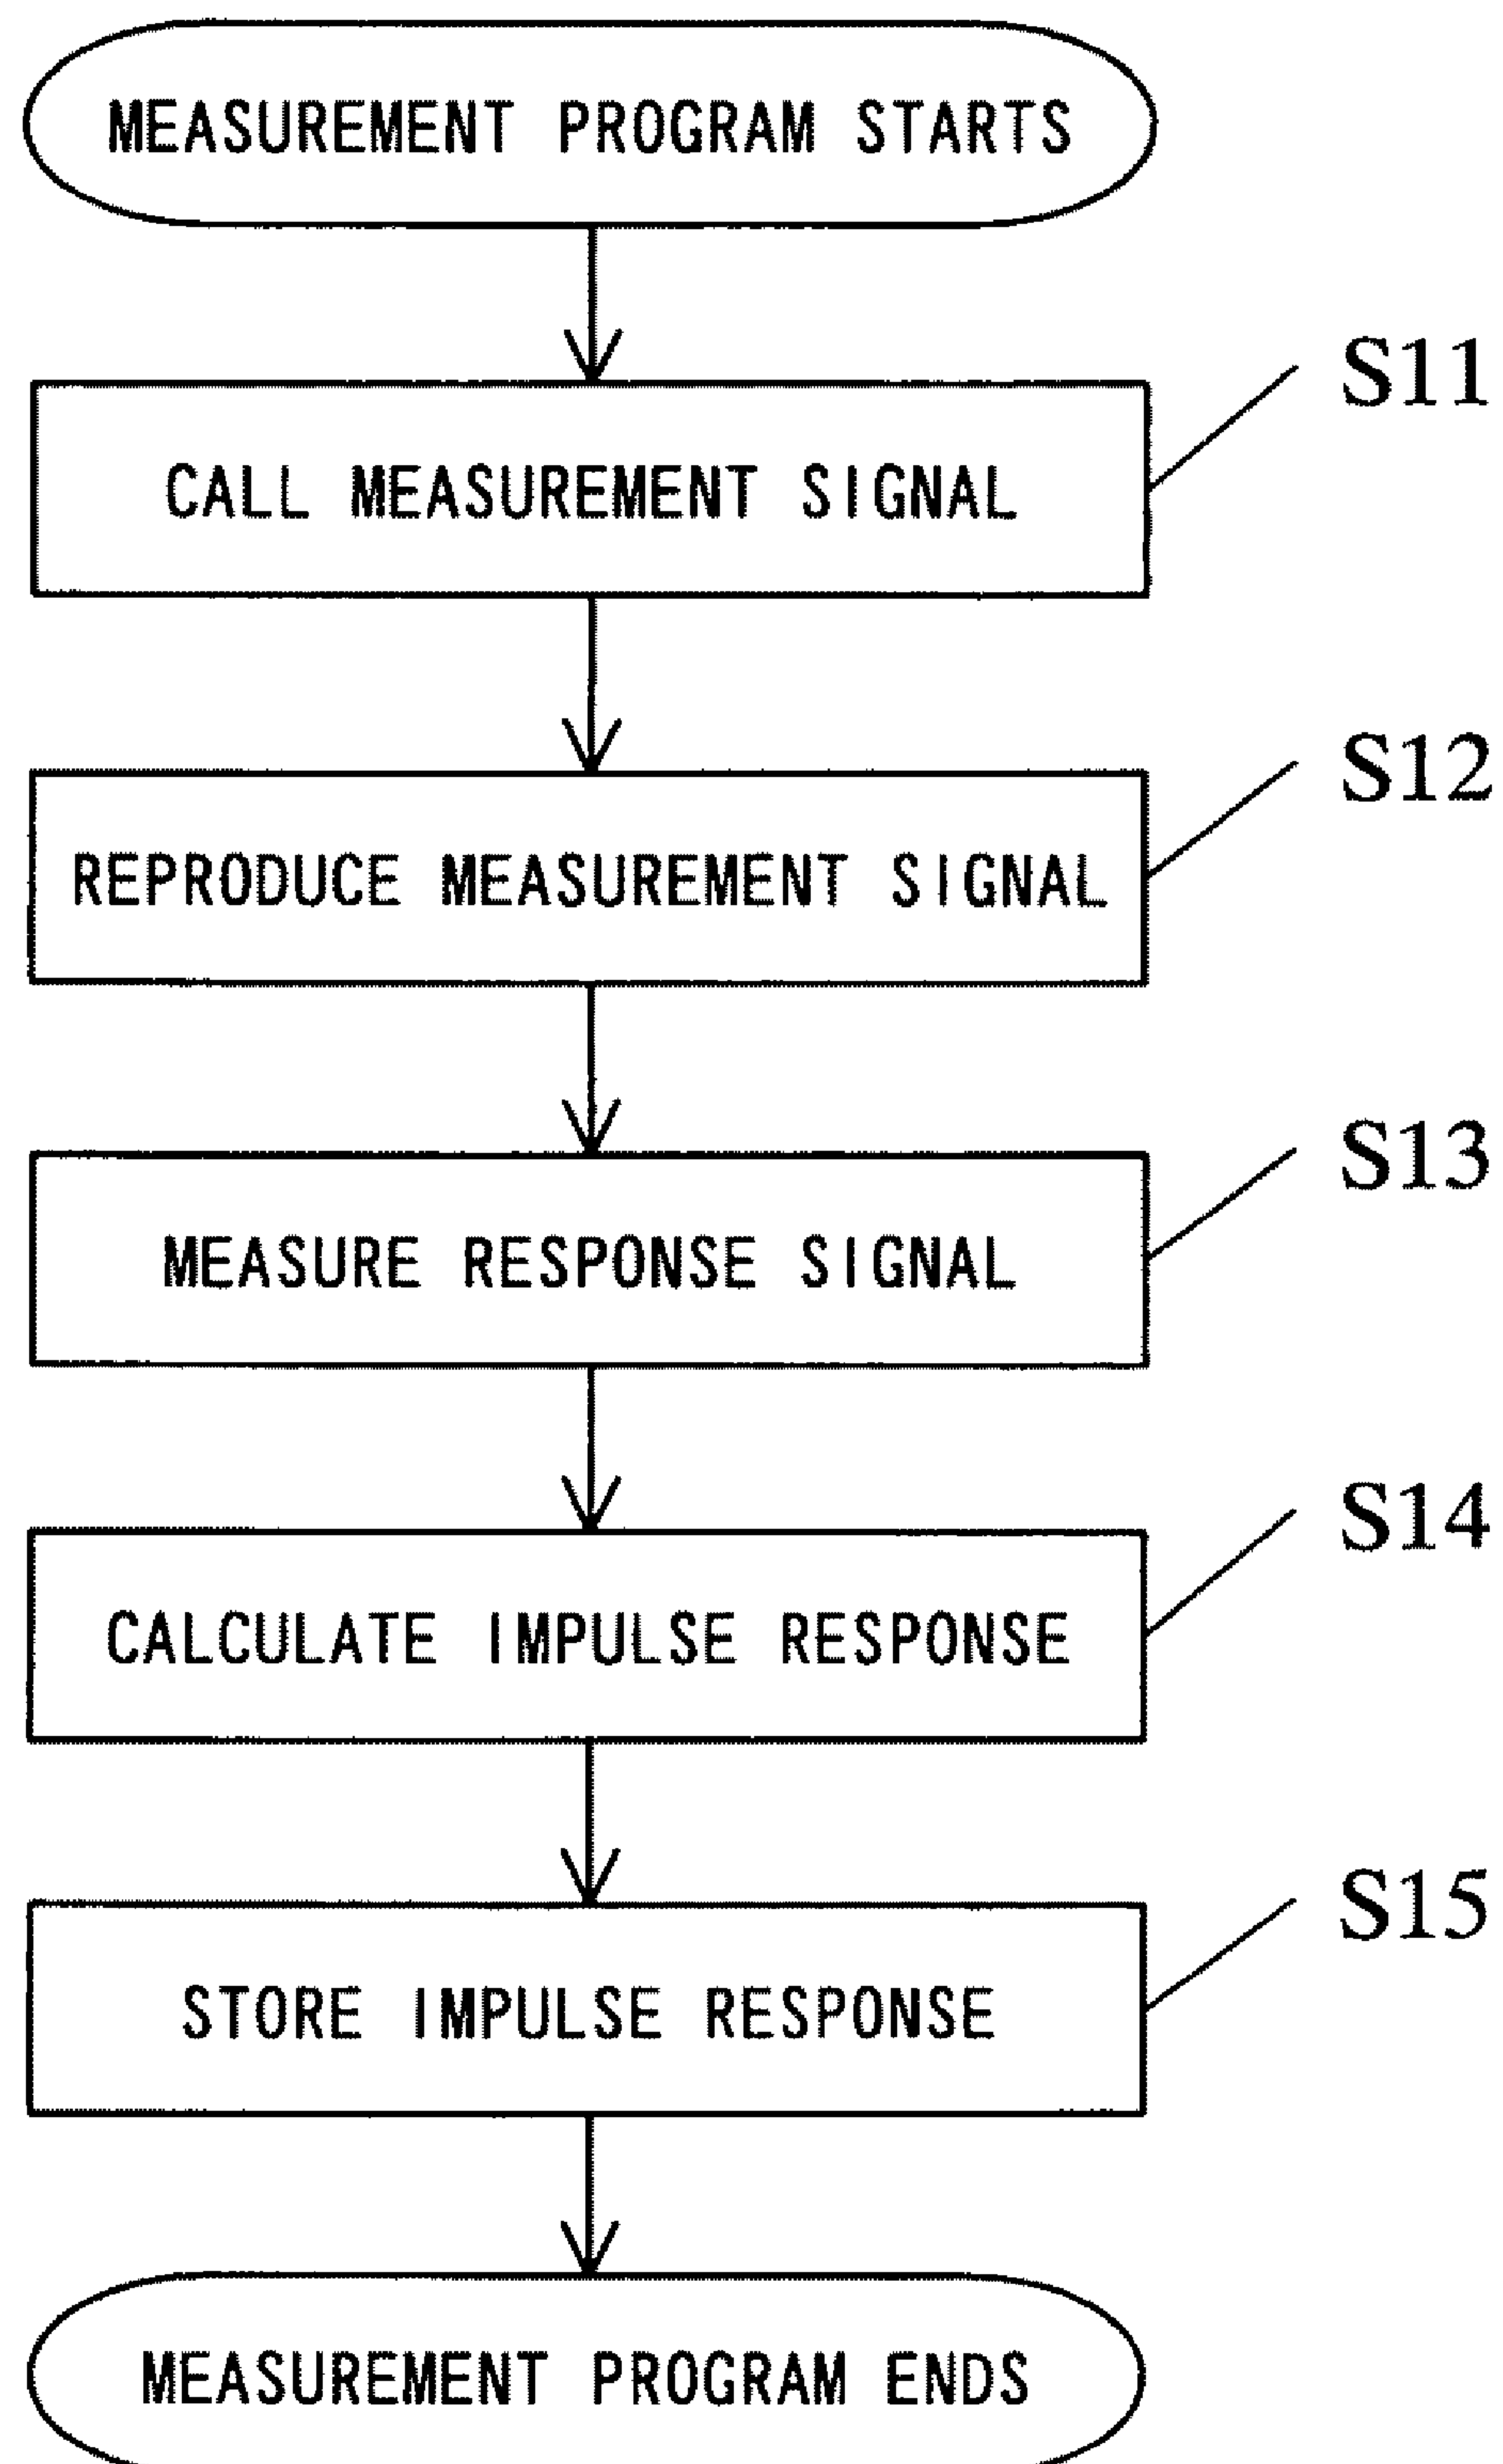 MEASUREMENT PROGRAM STARTS
S11
CALL MEASUREMENT SIGNAL
S12
REPRODUCE MEASUREMENT SIGNAL
S13
MEASURE RESPONSE SIGNAL
S14
CALCULATE IMPULSE RESPONSE
S15
STORE IMPULSE RESPONSE
MEASUREMENT PROGRAM ENDS